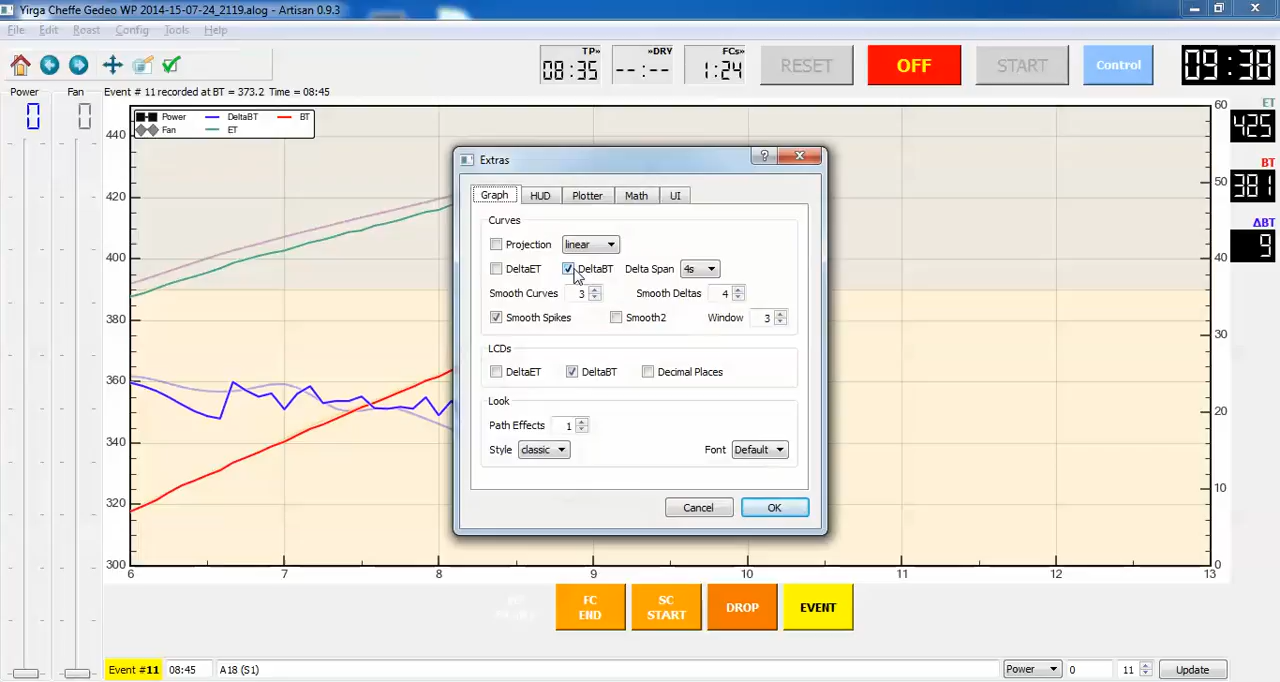 Yirga Cheffe Gedeo WP 2014-15-07-24_2119.alog - Artisan 0.9.3
File Edit Roast Config Tools Help
TP» 08:35
»DRY --:--
FCs» 1:24
RESET
OFF
START
Control
09:38
Power Fan
Event # 11 recorded at BT = 373.2 Time = 08:45
0 0
Power DeltaBT BT
Fan ET
440
420
400
380
360
340
320
300
6 7 8 9 10 11 12 13
60
50
40
30
20
10
0
ET
425
BT
381
ΔBT
9
Extras
?
Graph HUD Plotter Math UI
Curves
Projection linear
DeltaET DeltaBT Delta Span 4s
Smooth Curves 3 Smooth Deltas 4
Smooth Spikes Smooth2 Window 3
LCDs
DeltaET DeltaBT Decimal Places
Look
Path Effects 1
Style classic Font Default
Cancel OK
FC END
SC START
DROP
EVENT
Event #11 08:45 A18 (S1) Power 0 11 Update